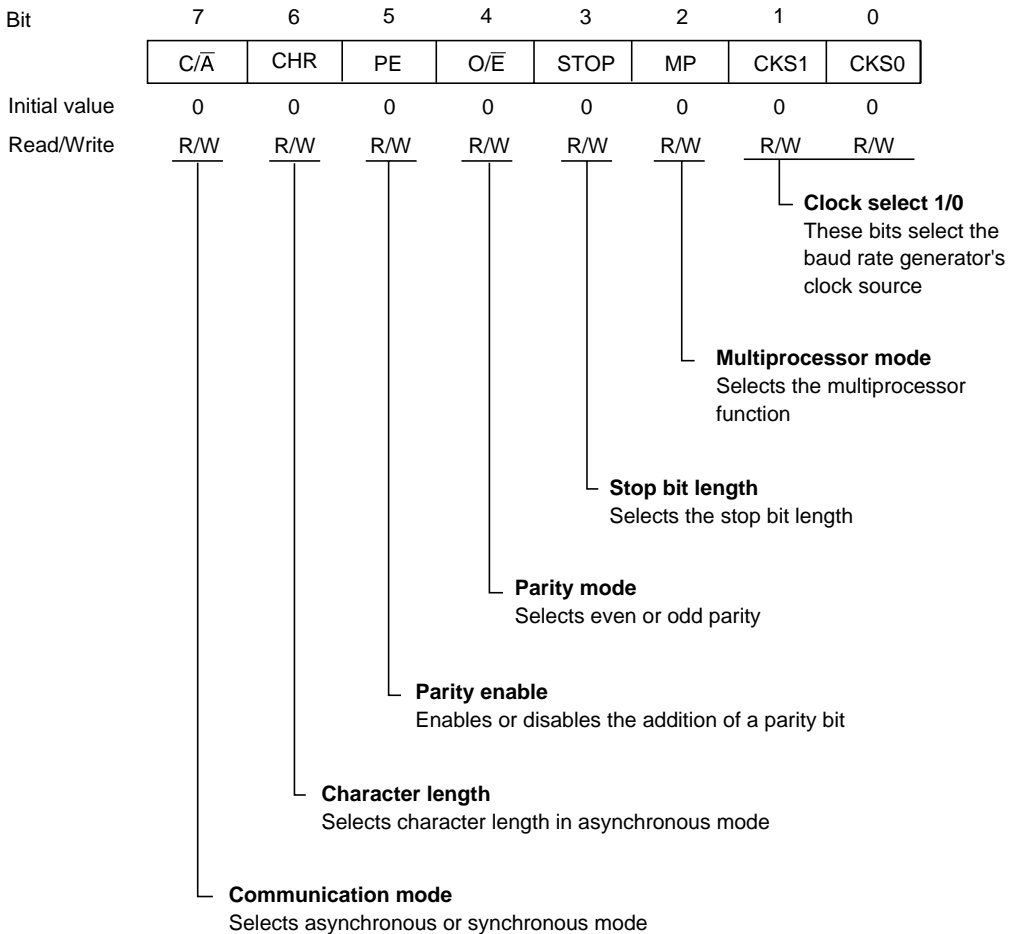 Bit 7 6 5 4 3 2 1 0
C/A̅ CHR PE O/E̅ STOP MP CKS1 CKS0
Initial value 0 0 0 0 0 0 0 0
Read/Write R/W R/W R/W R/W R/W R/W R/W R/W
Clock select 1/0
These bits select the
baud rate generator's
clock source
Multiprocessor mode
Selects the multiprocessor
function
Stop bit length
Selects the stop bit length
Parity mode
Selects even or odd parity
Parity enable
Enables or disables the addition of a parity bit
Character length
Selects character length in asynchronous mode
Communication mode
Selects asynchronous or synchronous mode